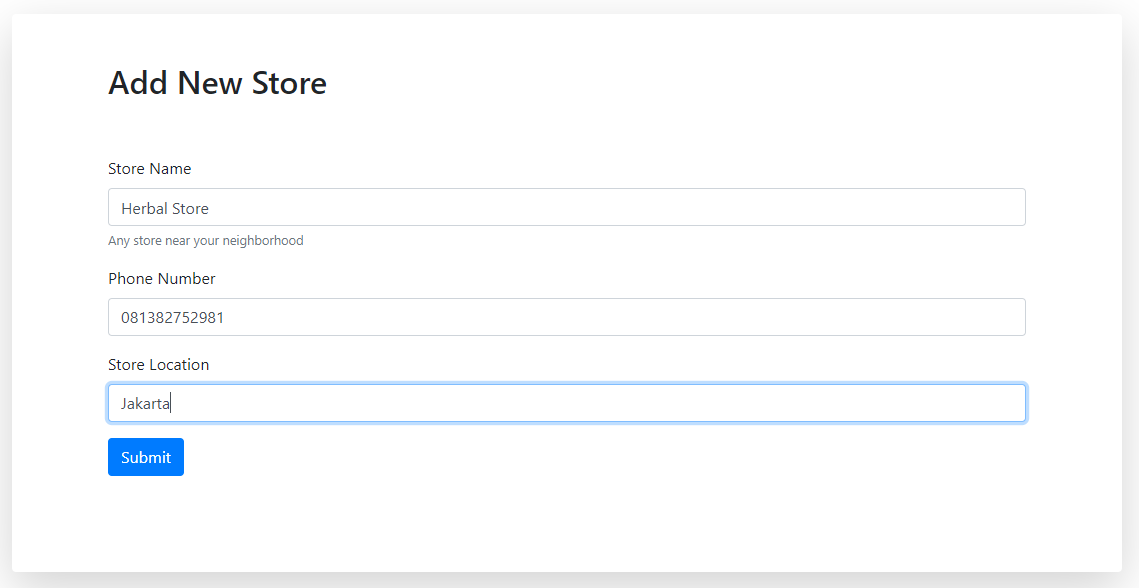 Add New Store
Store Name
Herbal Store
Any store near your neighborhood
Phone Number
081382752981
Store Location
Jakarta
Submit